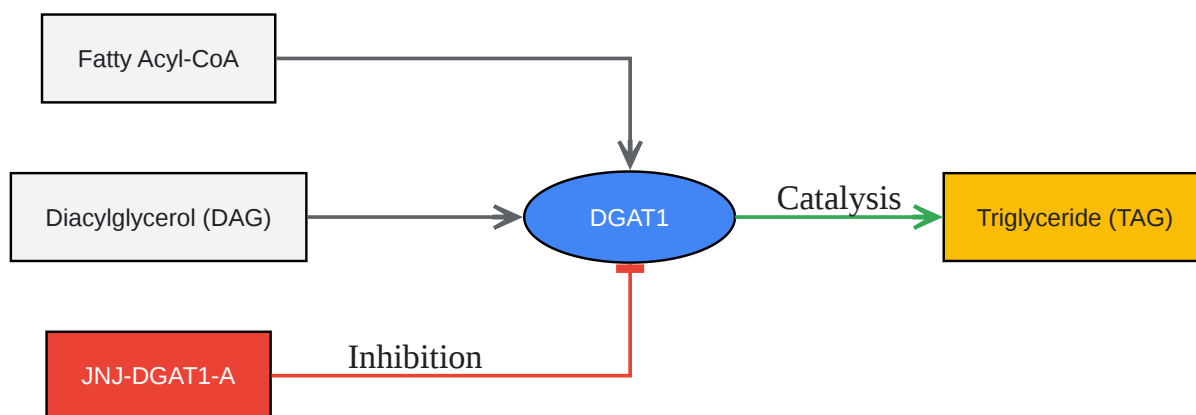 Fatty Acyl-CoA
Diacylglycerol (DAG)
DGAT1
Catalysis
Triglyceride (TAG)
Inhibition
JNJ-DGAT1-A